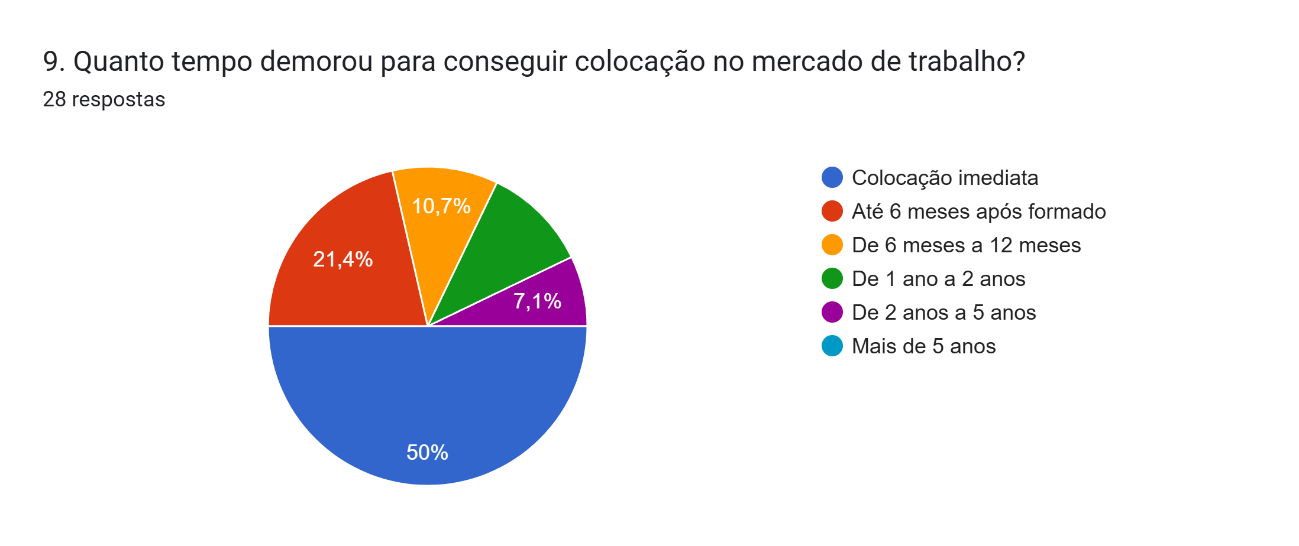 9. Quanto tempo demorou para conseguir colocação no mercado de trabalho?
28 respostas
Colocação imediata
Até 6 meses após formado
De 6 meses a 12 meses
De 1 ano a 2 anos
De 2 anos a 5 anos
Mais de 5 anos
10,7%
21,4%
7,1%
50%